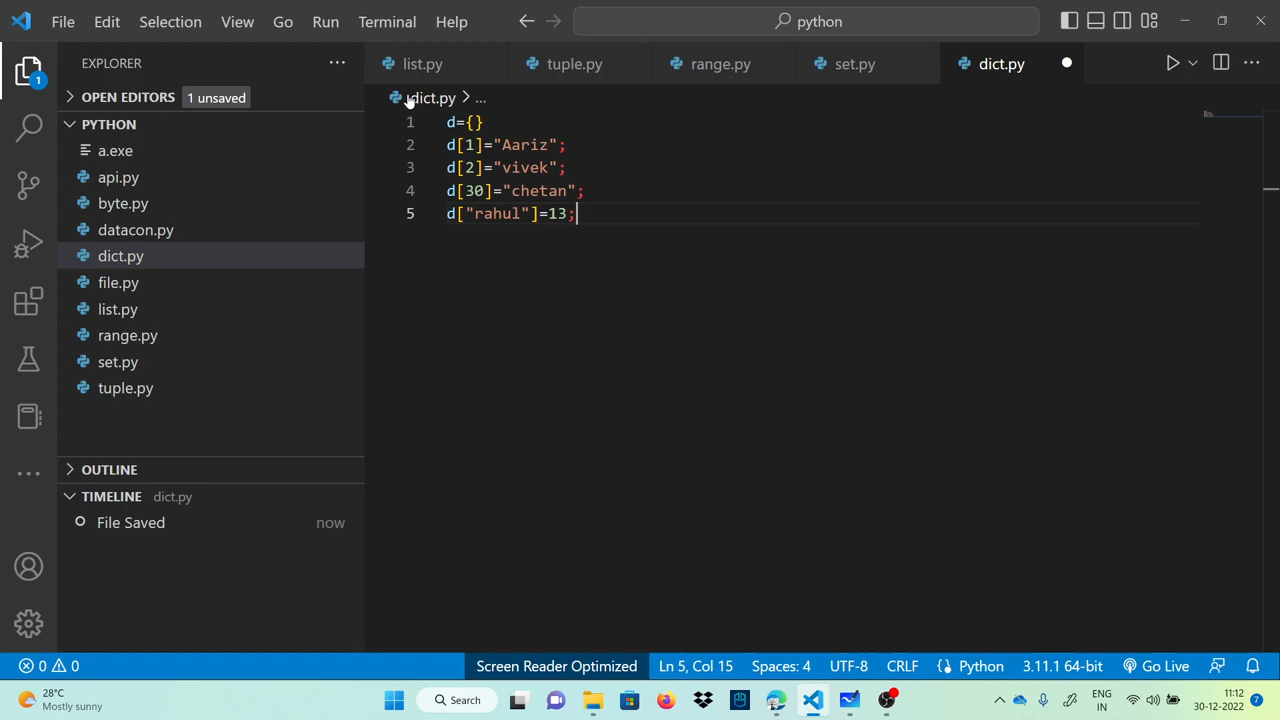 File Edit Selection View Go Run Terminal Help
python
EXPLORER
list.py
tuple.py
range.py
set.py
dict.py
1
OPEN EDITORS 1 unsaved
dict.py > ...
PYTHON
a.exe
api.py
byte.py
datacon.py
dict.py
file.py
list.py
range.py
set.py
tuple.py
1 d={}
2 d[1]="Aariz";
3 d[2]="vivek";
4 d[30]="chetan";
5 d["rahul"]=13;
OUTLINE
TIMELINE dict.py
File Saved now
0 0 Screen Reader Optimized Ln 5, Col 15 Spaces: 4 UTF-8 CRLF Python 3.11.1 64-bit Go Live
28°C
Mostly sunny
Search
ENG
IN
11:12
30-12-2022
7